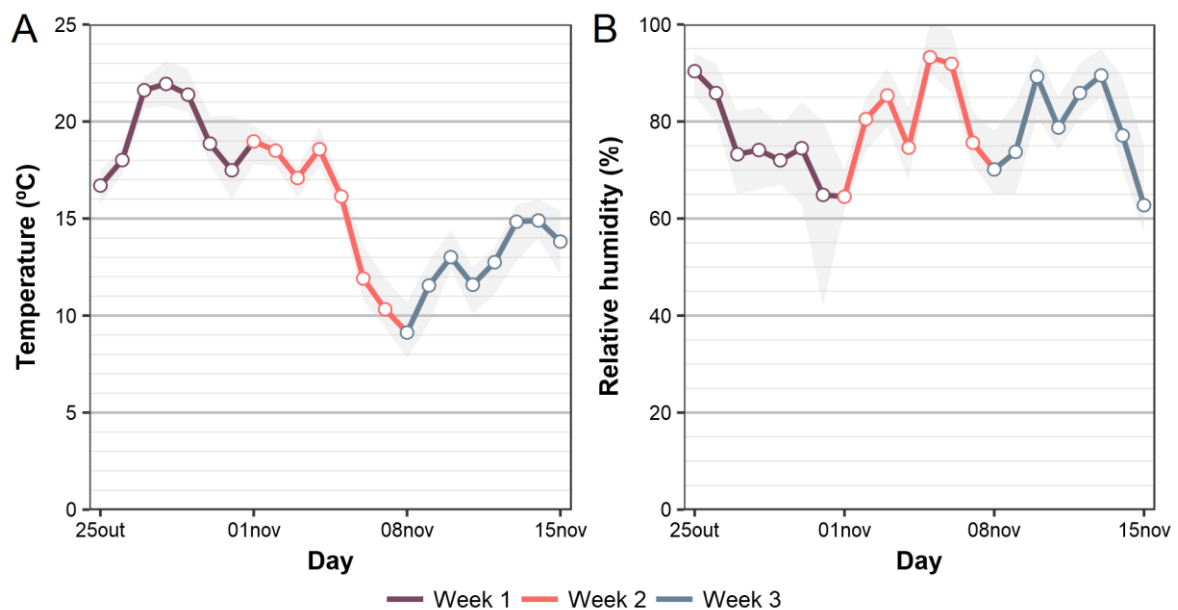 A
Temperature (ºC)
25
20
15
10
5
0
25out 01nov 08nov 15nov
Day
B
Relative humidity (%)
100
80
60
40
20
0
25out 01nov 08nov 15nov
Day
Week 1 Week 2 Week 3